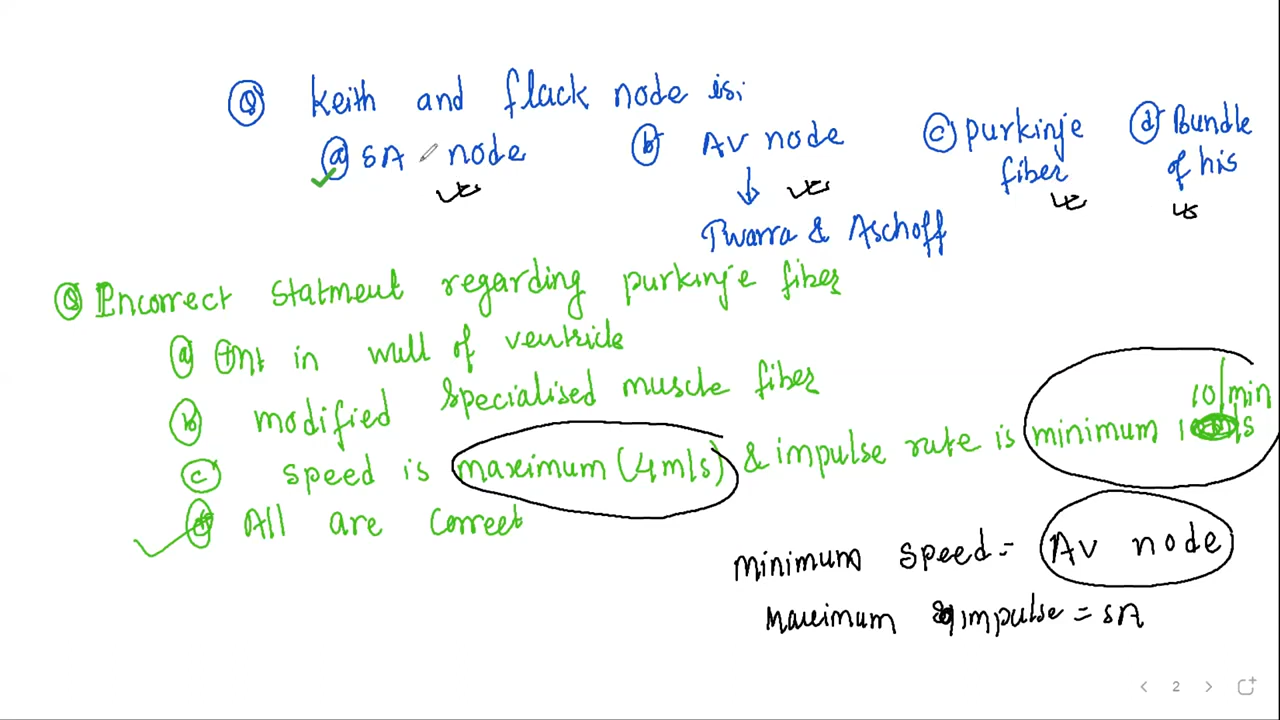 Q Keith and flack node is:
a SA node b AV node c purkinje fiber d Bundle of his
Twarra & Aschoff
Q Incorrect statment regarding purkinje fiber
a in wall of ventricle
b modified specialised muscle fiber
c speed is maximum (4m/s) & impulse rate is minimum 10/min
All are correct
minimum speed = AV node
Maximum impulse = SA
2